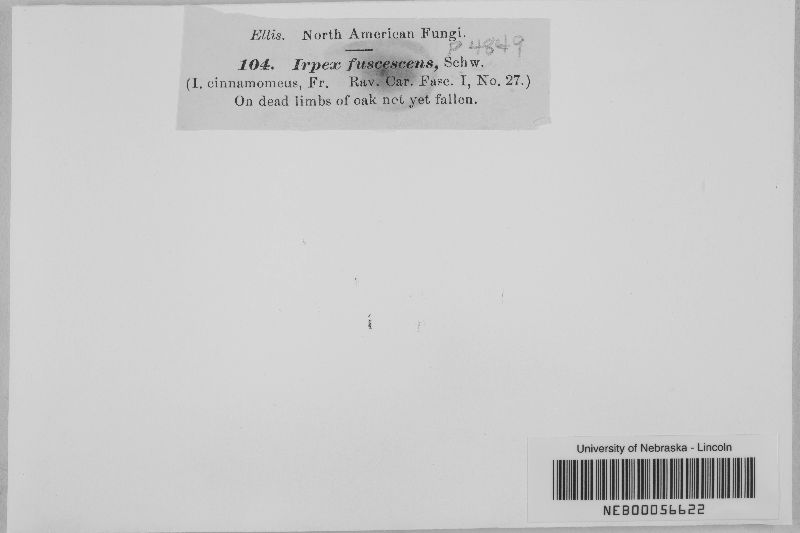 Ellis. North American Fungi.
P 4849
104. Irpex fuscescens, Schw.
(I. cinnamomeus, Fr. Rav. Car. Fasc. I, No. 27.)
On dead limbs of oak not yet fallen.
University of Nebraska - Lincoln
NEB00056622